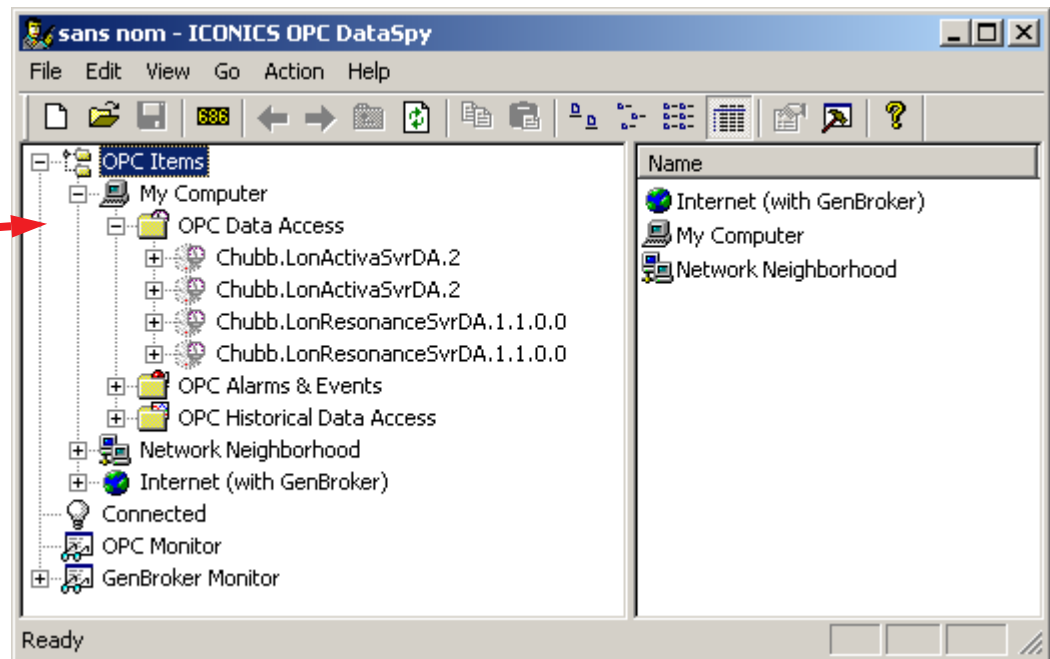 sans nom - ICONICS OPC DataSpy
File Edit View Go Action Help
686
OPC Items
My Computer
OPC Data Access
Chubb.LonActivaSvrDA.2
Chubb.LonActivaSvrDA.2
Chubb.LonResonanceSvrDA.1.1.0.0
Chubb.LonResonanceSvrDA.1.1.0.0
OPC Alarms & Events
OPC Historical Data Access
Network Neighborhood
Internet (with GenBroker)
Connected
OPC Monitor
GenBroker Monitor
Name
Internet (with GenBroker)
My Computer
Network Neighborhood
Ready